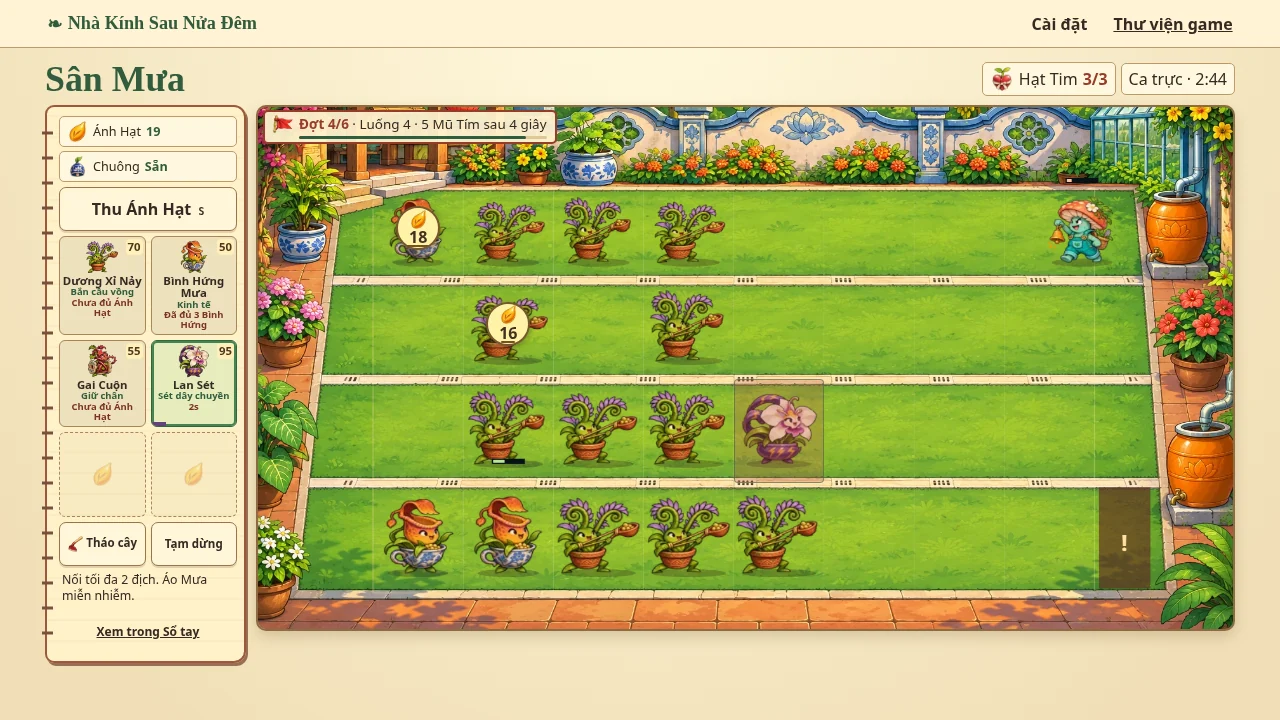 ❧ Nhà Kính Sau Nửa Đêm
Cài đặt
Thư viện game
Sân Mưa
Hạt Tim 3/3
Ca trực · 2:44
Ánh Hạt 19
Chuông Sẵn
Thu Ánh Hạt S
70
Dương Xỉ Nảy
Bắn cầu vồng
Chưa đủ Ánh
Hạt
50
Bình Hứng
Mưa
Kinh tế
Đã đủ 3 Bình
Hứng
55
Gai Cuộn
Giữ chân
Chưa đủ Ánh
Hạt
95
Lan Sét
Sét dây chuyền
2s
Tháo cây
Tạm dừng
Nối tối đa 2 địch. Áo Mưa
miễn nhiễm.
Xem trong Sổ tay
Đợt 4/6 · Luống 4 · 5 Mũ Tím sau 4 giây
18
16
!